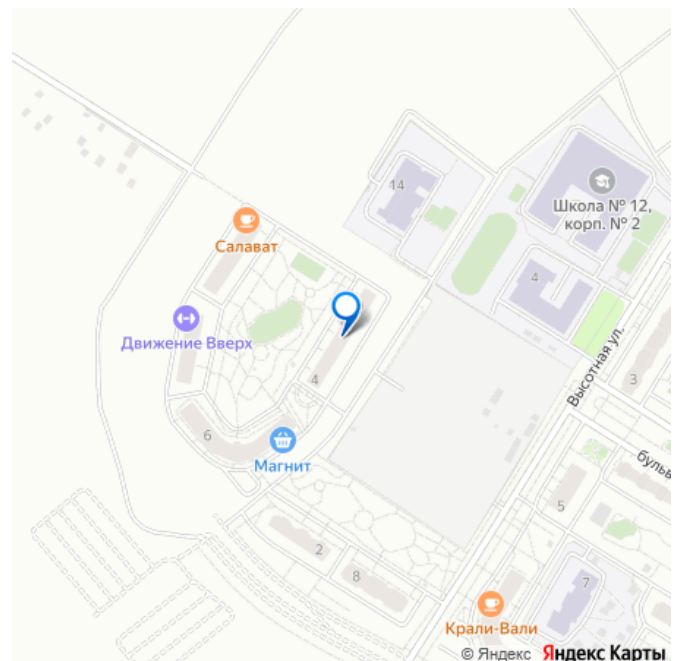 14
Школа № 12,
корп. № 2
Салават
4
Высотная ул.
3
Движение Вверх
4
6
Магнит
бульв
5
2
8
7
Крали-Вали
© Яндекс Яндекс Карты